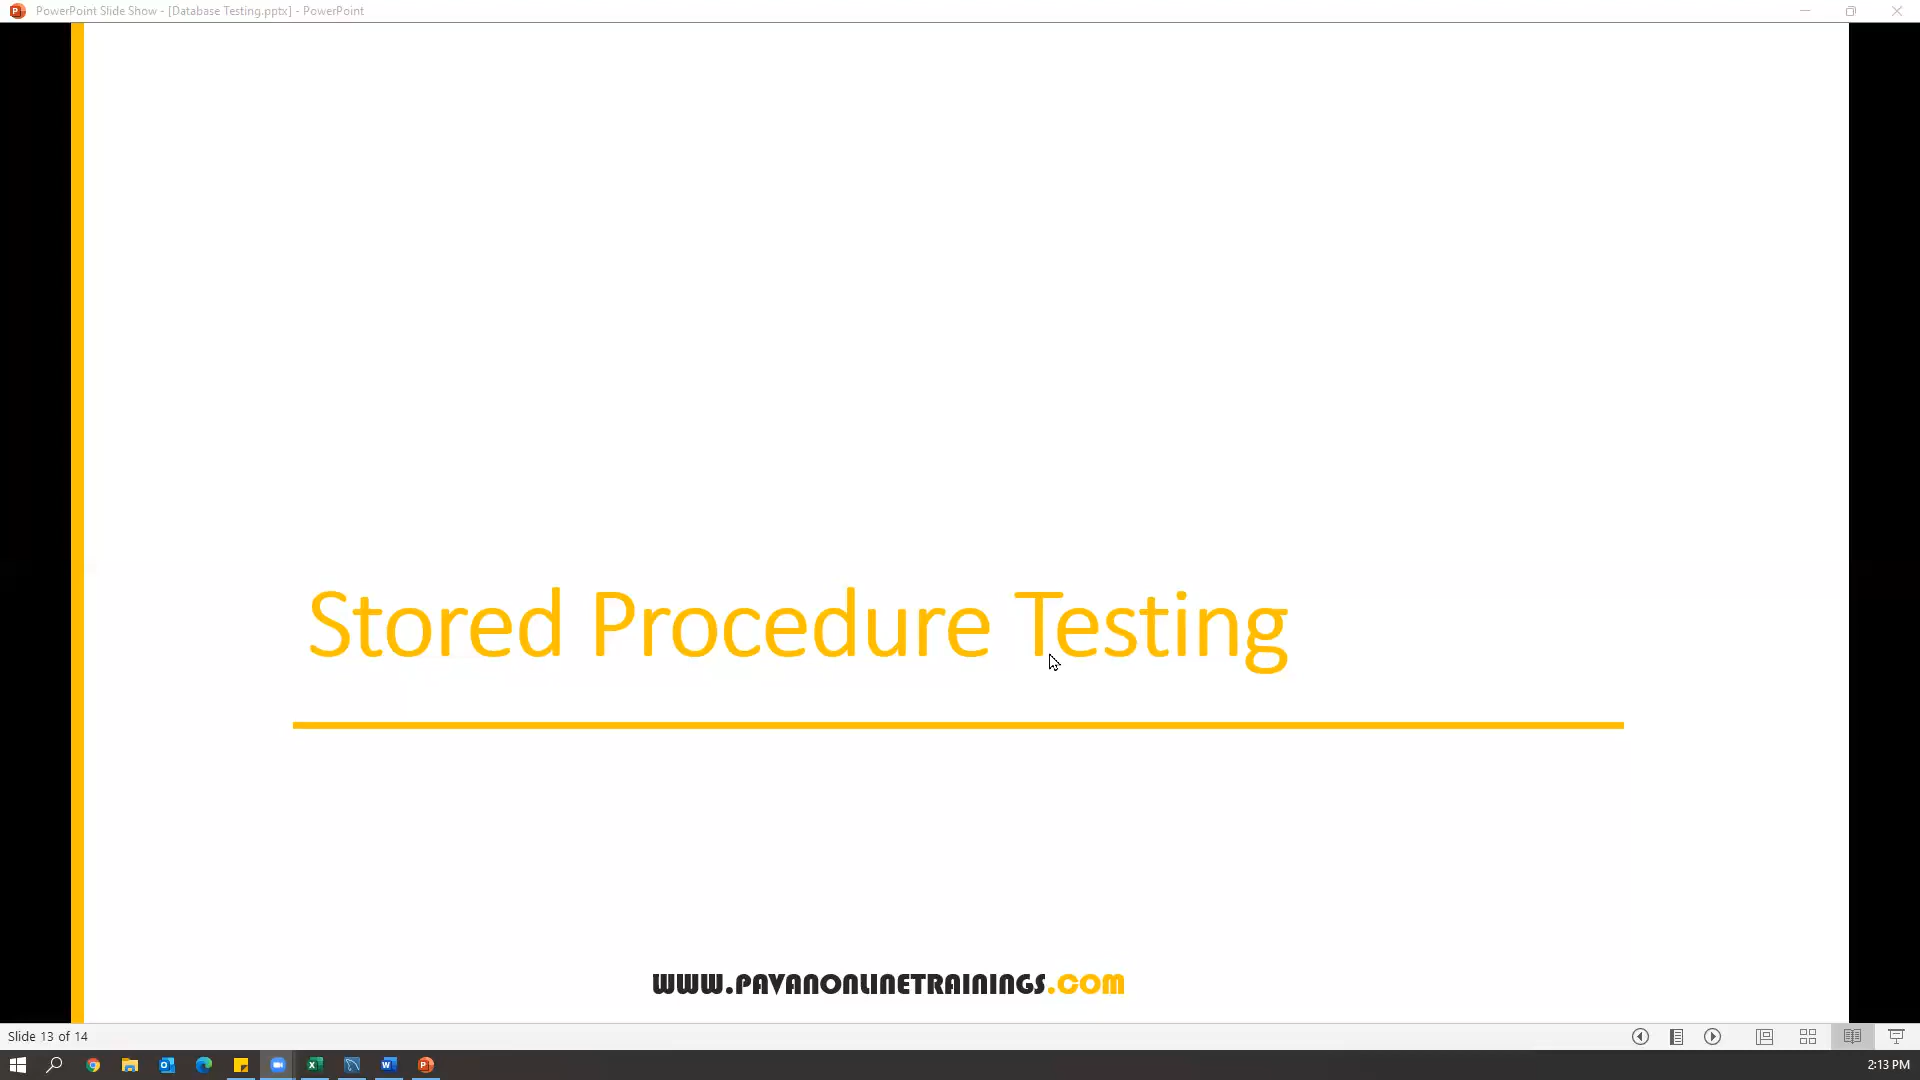 PowerPoint Slide Show - [Database Testing.pptx] - PowerPoint
Stored Procedure Testing
WWW.PAVANONLINETRAININGS.COM
Slide 13 of 14
2:13 PM